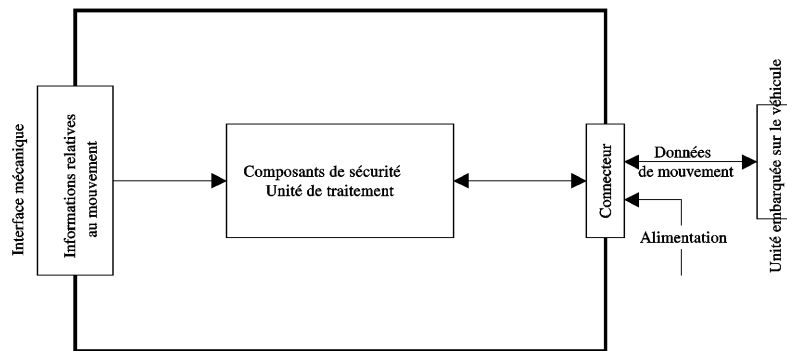 Interface mécanique
Informations relatives
au mouvement
Composants de sécurité
Unité de traitement
Connecteur
Données
de mouvement
Alimentation
Unité embarquée sur le véhicule